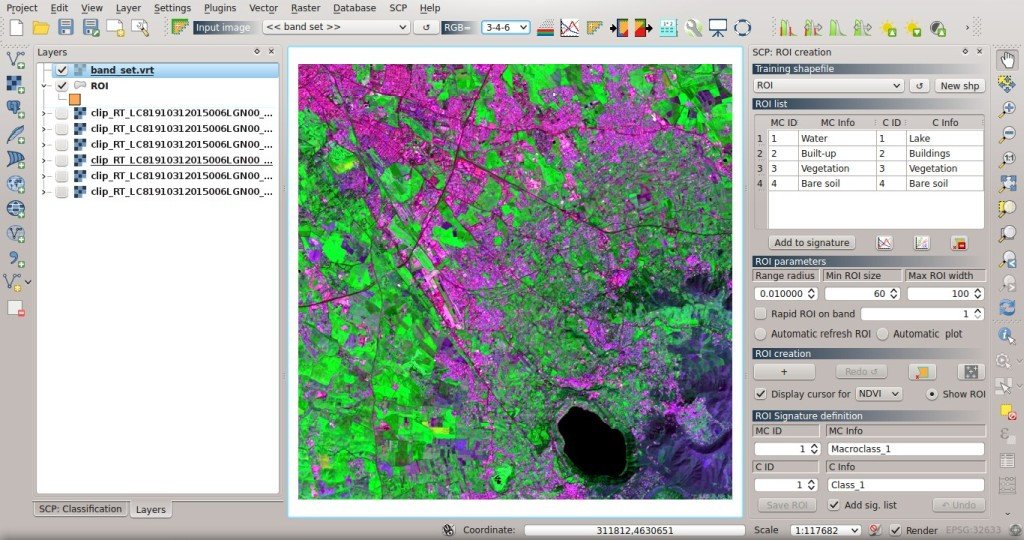 Project Edit View Layer Settings Plugins Vector Raster Database SCP Help
Input image << band set >> RGB= 3-4-6
Layers
band_set.vrt
ROI
clip_RT_LC81910312015006LGN00_...
clip_RT_LC81910312015006LGN00_...
clip_RT_LC81910312015006LGN00_...
clip_RT_LC81910312015006LGN00_...
clip_RT_LC81910312015006LGN00_...
clip_RT_LC81910312015006LGN00_...
SCP: Classification Layers
SCP: ROI creation
Training shapefile
ROI New shp
ROI list
MC ID MC Info C ID C Info
1 1 Water 1 Lake
2 2 Built-up 2 Buildings
3 3 Vegetation 3 Vegetation
4 4 Bare soil 4 Bare soil
Add to signature
ROI parameters
Range radius Min ROI size Max ROI width
0.010000 60 100
Rapid ROI on band 1
Automatic refresh ROI Automatic plot
ROI creation
+ Redo
Display cursor for NDVI Show ROI
ROI Signature definition
MC ID MC Info
1 Macroclass_1
C ID C Info
1 Class_1
Save ROI Add sig. list Undo
Coordinate: 311812,4630651 Scale 1:117682 Render EPSG:32633